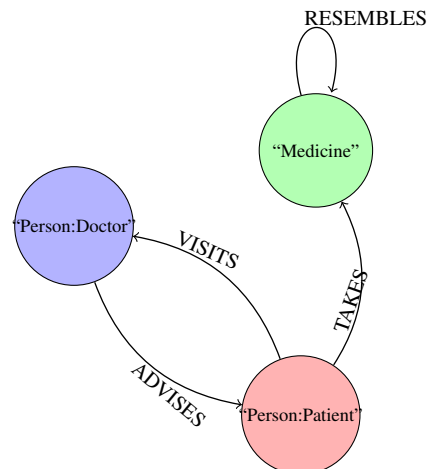 RESEMBLES
“Medicine”
“Person:Doctor”
VISITS
TAKES
ADVISES
“Person:Patient”